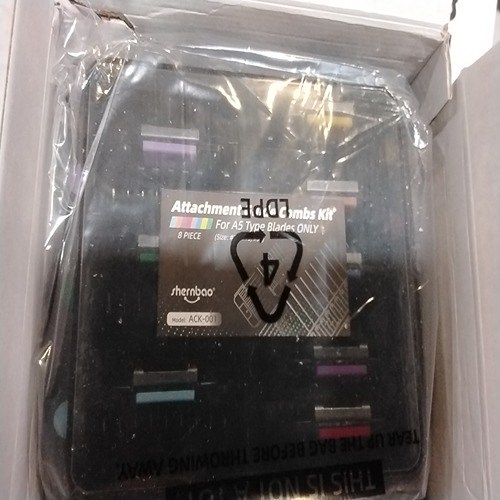 Attachment Combs Kit
For A5 Type Blades ONLY
8 PIECE (Size:
shernbao
Model: ACK-001
LDPE
4
TEAR UP THE BAG BEFORE THROWING AWAY.
THIS IS NOT A